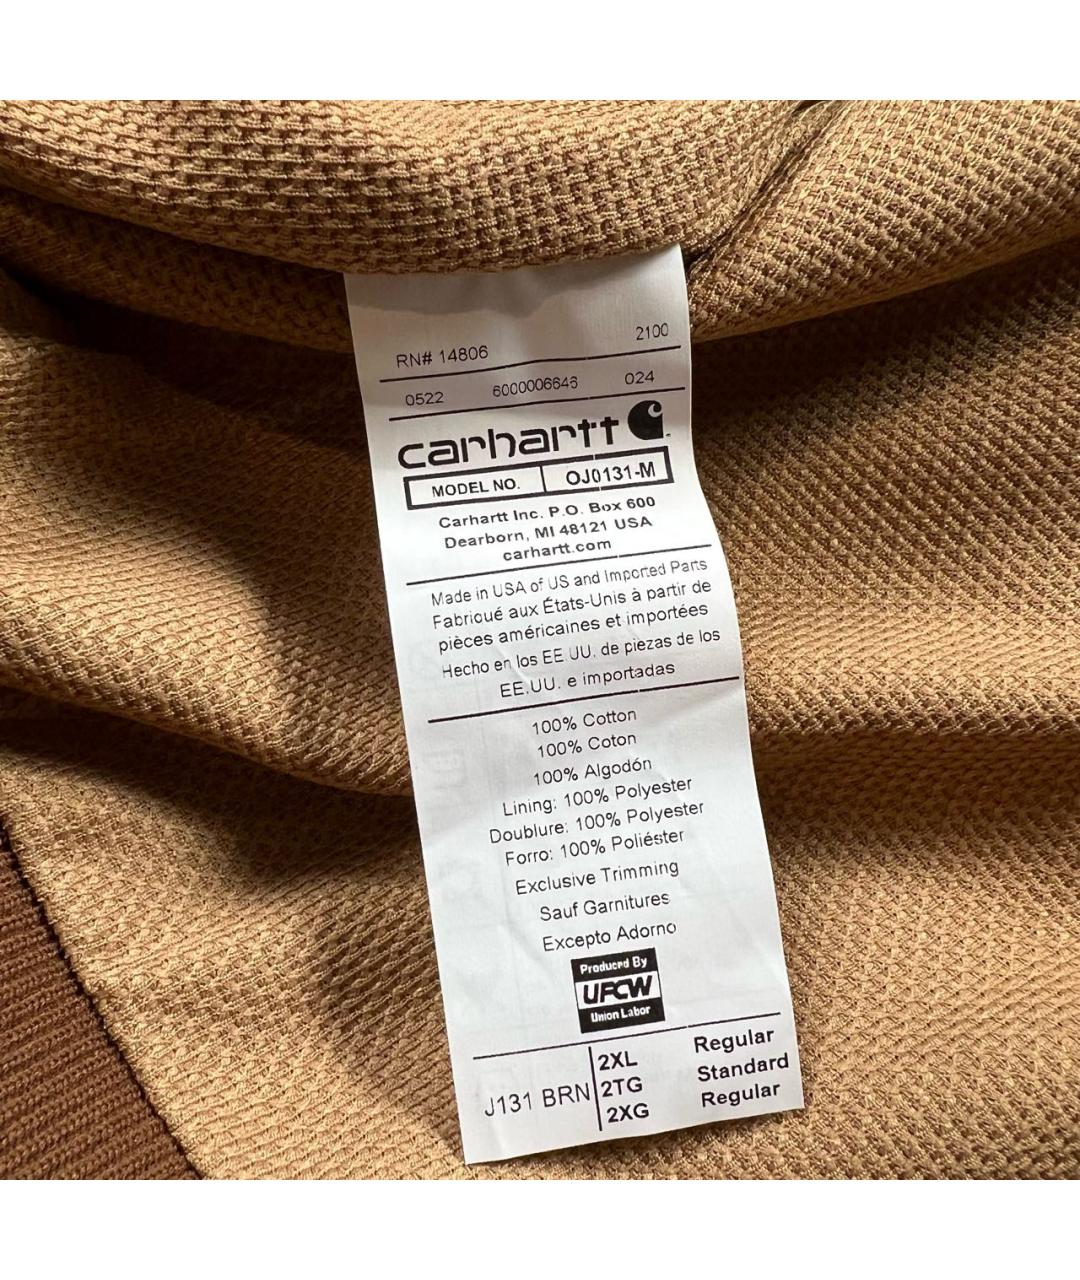 RN# 14806 2100
0522 6000006646 024
carhartt
MODEL NO. OJ0131-M
Carhartt Inc. P.O. Box 600
Dearborn, MI 48121 USA
carhartt.com
Made in USA of US and Imported Parts
Fabriqué aux États-Unis à partir de
pièces américaines et importées
Hecho en los EE.UU. de piezas de los
EE.UU. e importadas
100% Cotton
100% Coton
100% Algodón
Lining: 100% Polyester
Doublure: 100% Polyester
Forro: 100% Poliéster
Exclusive Trimming
Sauf Garnitures
Excepto Adorno
Produced By
UFCW
Union Labor
2XL Regular
J131 BRN 2TG Standard
2XG Regular